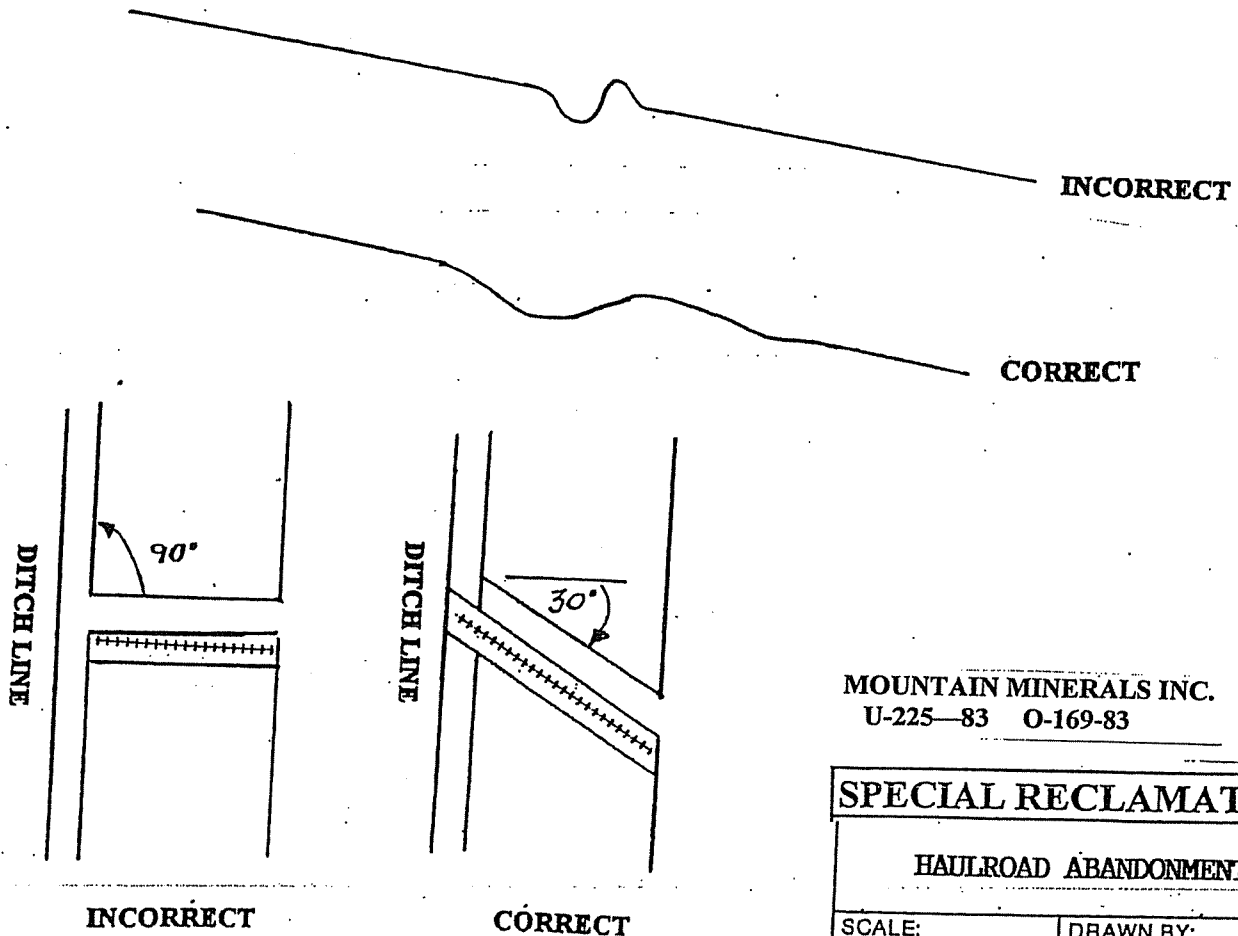 INCORRECT
CORRECT
DITCH LINE
90°
DITCH LINE
30°
INCORRECT
CORRECT
MOUNTAIN MINERALS INC.
U-225—83 O-169-83
SPECIAL RECLAMAT
HAULROAD ABANDONMENT
SCALE:
DRAWN BY: